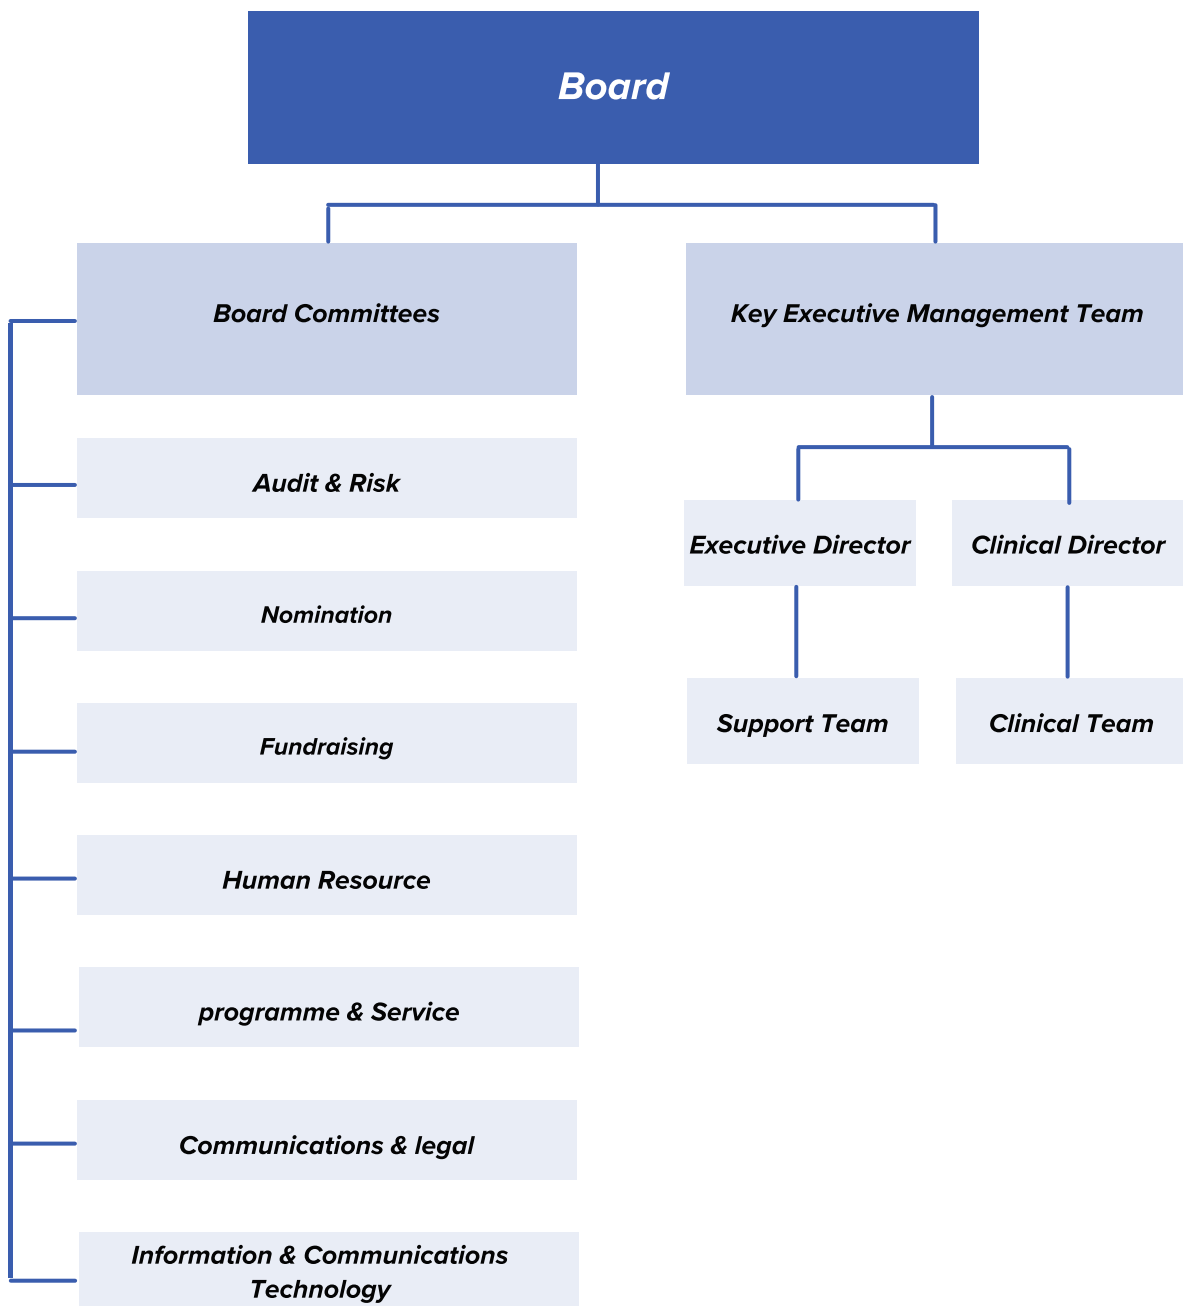 Board
Board Committees
Key Executive Management Team
Audit & Risk
Nomination
Fundraising
Human Resource
programme & Service
Communications & legal
Information & Communications
Technology
Executive Director
Clinical Director
Support Team
Clinical Team